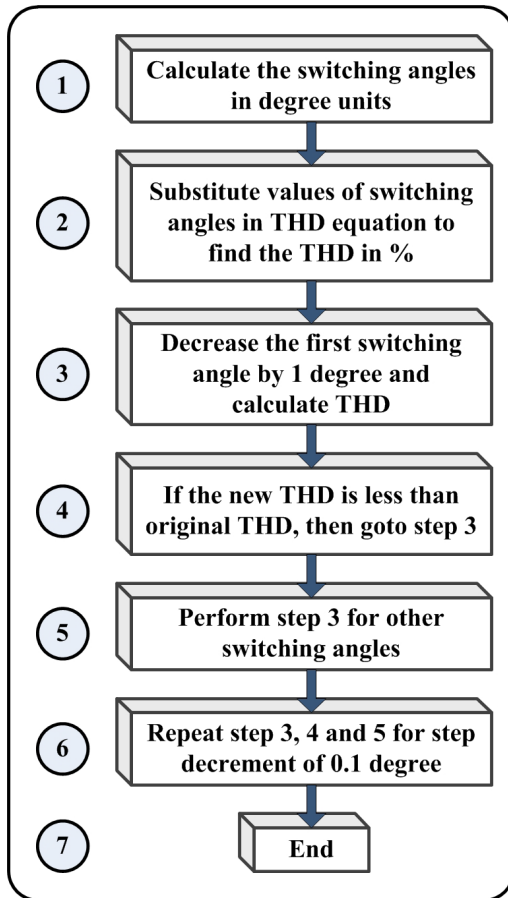 1
Calculate the switching angles
in degree units
2
Substitute values of switching
angles in THD equation to
find the THD in %
3
Decrease the first switching
angle by 1 degree and
calculate THD
4
If the new THD is less than
original THD, then goto step 3
5
Perform step 3 for other
switching angles
6
Repeat step 3, 4 and 5 for step
decrement of 0.1 degree
7
End